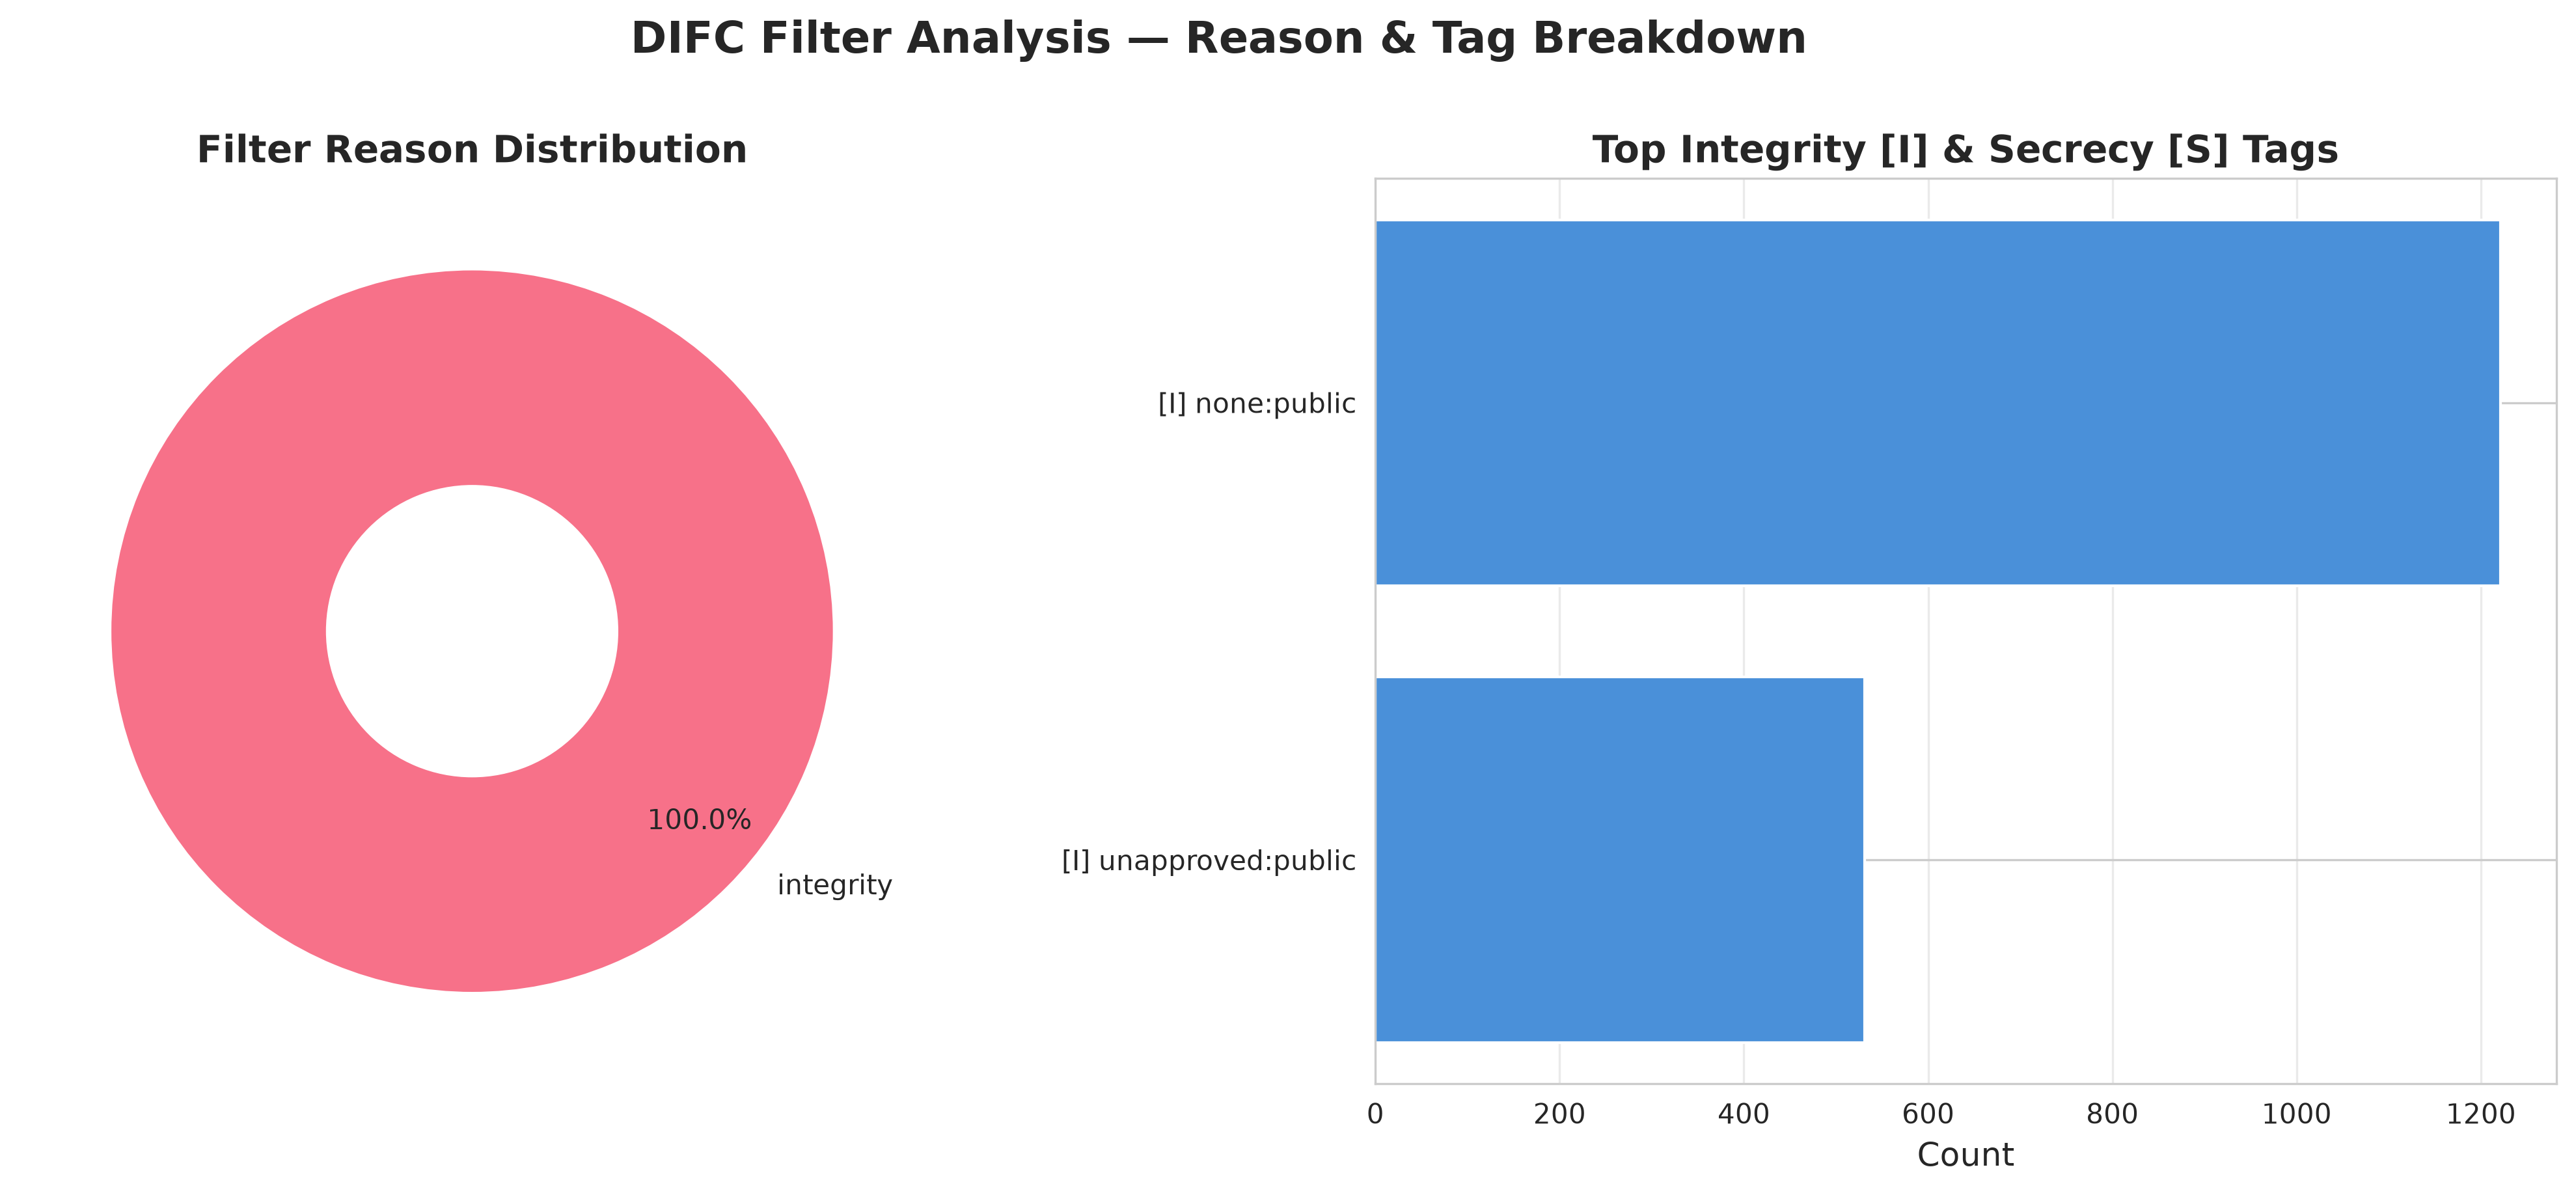 DIFC Filter Analysis — Reason & Tag Breakdown
Filter Reason Distribution
100.0%
integrity
Top Integrity [I] & Secrecy [S] Tags
[I] none:public
[I] unapproved:public
0 200 400 600 800 1000 1200
Count